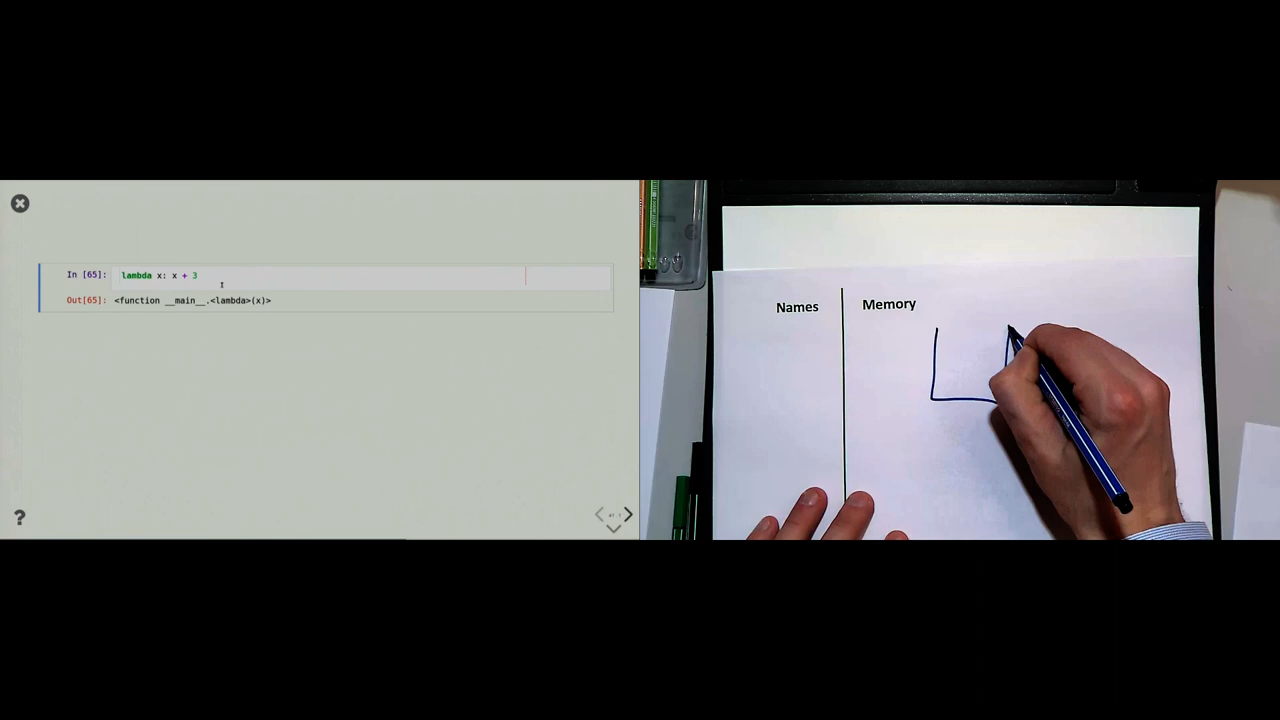 In [65]: lambda x: x + 3
Out[65]: <function __main__.<lambda>(x)>
?
Names
Memory